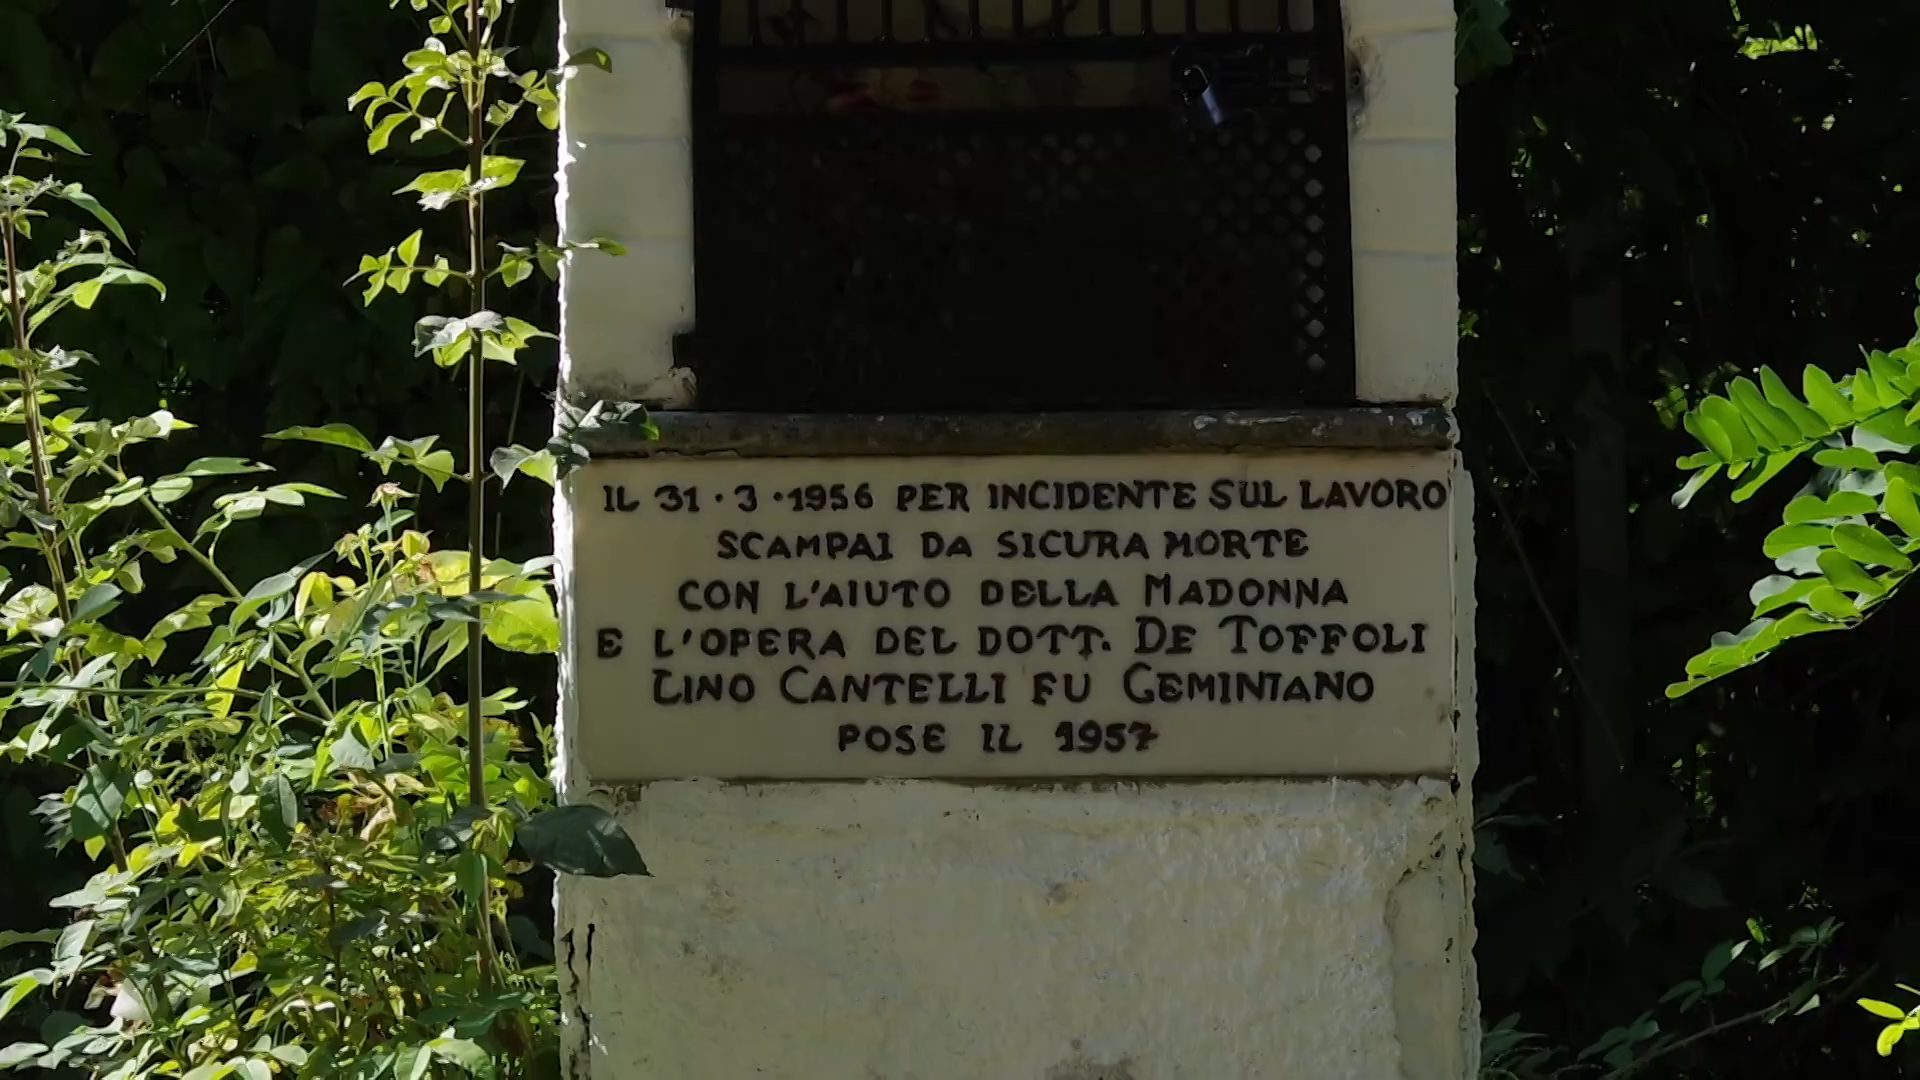 IL 31·3·1956 PER INCIDENTE SUL LAVORO
SCAMPAI DA SICURA MORTE
CON L'AIUTO DELLA MADONNA
E L'OPERA DEL DOTT. DE TOFFOLI
LINO CANTELLI FU GEMINIANO
POSE IL 1957